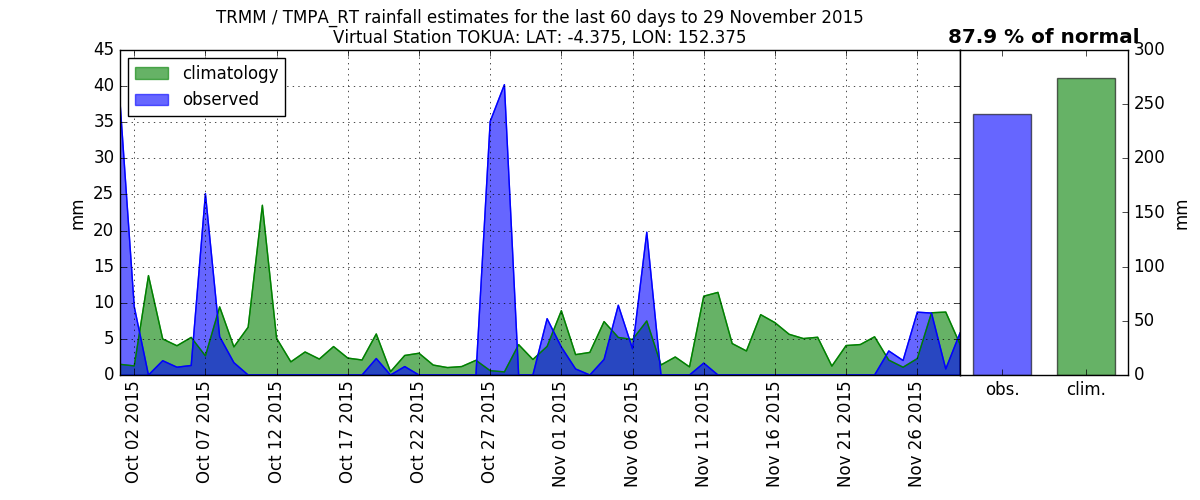 TRMM / TMPA_RT rainfall estimates for the last 60 days to 29 November 2015
Virtual Station TOKUA: LAT: -4.375, LON: 152.375
87.9 % of normal
climatology
observed
mm
45
40
35
30
25
20
15
10
5
0
Oct 02 2015
Oct 07 2015
Oct 12 2015
Oct 17 2015
Oct 22 2015
Oct 27 2015
Nov 01 2015
Nov 06 2015
Nov 11 2015
Nov 16 2015
Nov 21 2015
Nov 26 2015
obs.
clim.
300
250
200
150
100
50
0
mm